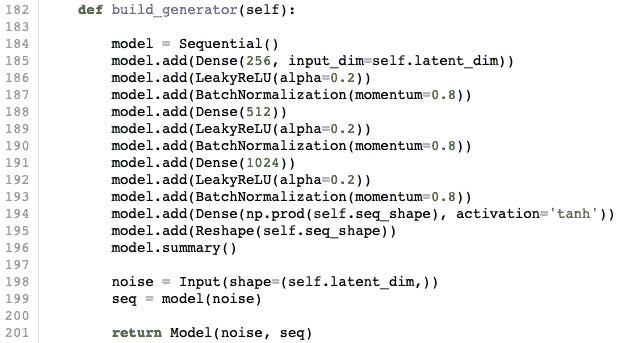 182     def build_generator(self):
183
184         model = Sequential()
185         model.add(Dense(256, input_dim=self.latent_dim))
186         model.add(LeakyReLU(alpha=0.2))
187         model.add(BatchNormalization(momentum=0.8))
188         model.add(Dense(512))
189         model.add(LeakyReLU(alpha=0.2))
190         model.add(BatchNormalization(momentum=0.8))
191         model.add(Dense(1024))
192         model.add(LeakyReLU(alpha=0.2))
193         model.add(BatchNormalization(momentum=0.8))
194         model.add(Dense(np.prod(self.seq_shape), activation='tanh'))
195         model.add(Reshape(self.seq_shape))
196         model.summary()
197
198         noise = Input(shape=(self.latent_dim,))
199         seq = model(noise)
200
201         return Model(noise, seq)